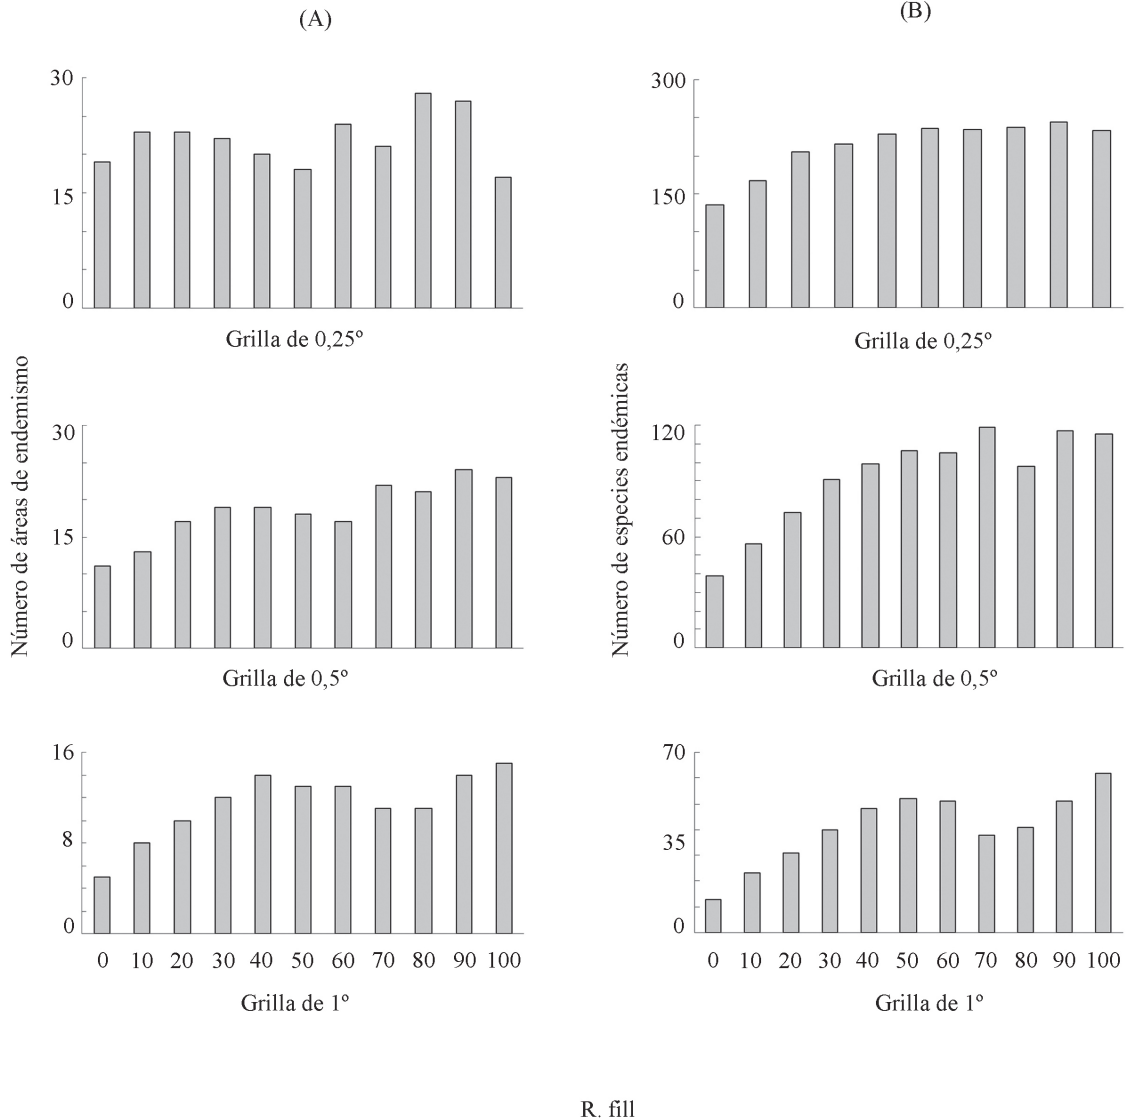 (A)
30
15
0
Grilla de 0,25º
30
15
0
Grilla de 0,5º
16
8
0
0 10 20 30 40 50 60 70 80 90 100
Grilla de 1º
Número de áreas de endemismo
(B)
300
150
0
Grilla de 0,25º
120
60
0
Grilla de 0,5º
70
35
0
0 10 20 30 40 50 60 70 80 90 100
Grilla de 1º
Número de especies endémicas
R. fill